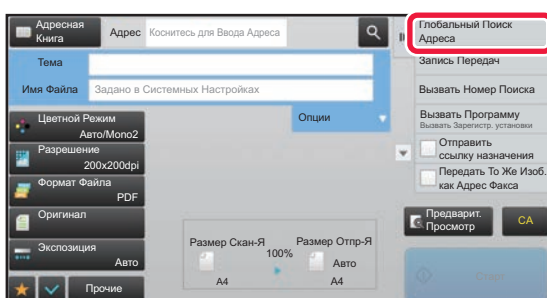 Адресная
Книга
Адрес
Коснитесь для Ввода Адреса
Тема
Имя Файла
Задано в Системных Настройках
Цветной Режим
Авто/Mono2
Опции
Разрешение
200x200dpi
Формат Файла
PDF
Оригинал
Экспозиция
Авто
Прочие
Размер Скан-Я
100%
Размер Отпр-Я
Авто
A4
A4
Глобальный Поиск
Адреса
Запись Передач
Вызвать Номер Поиска
Вызвать Программу
Вызвать Зарегистр. установки
Отправить
ссылку назначения
Передать То Же Изоб.
как Адрес Факса
Предварит.
Просмотр
CA
Старт